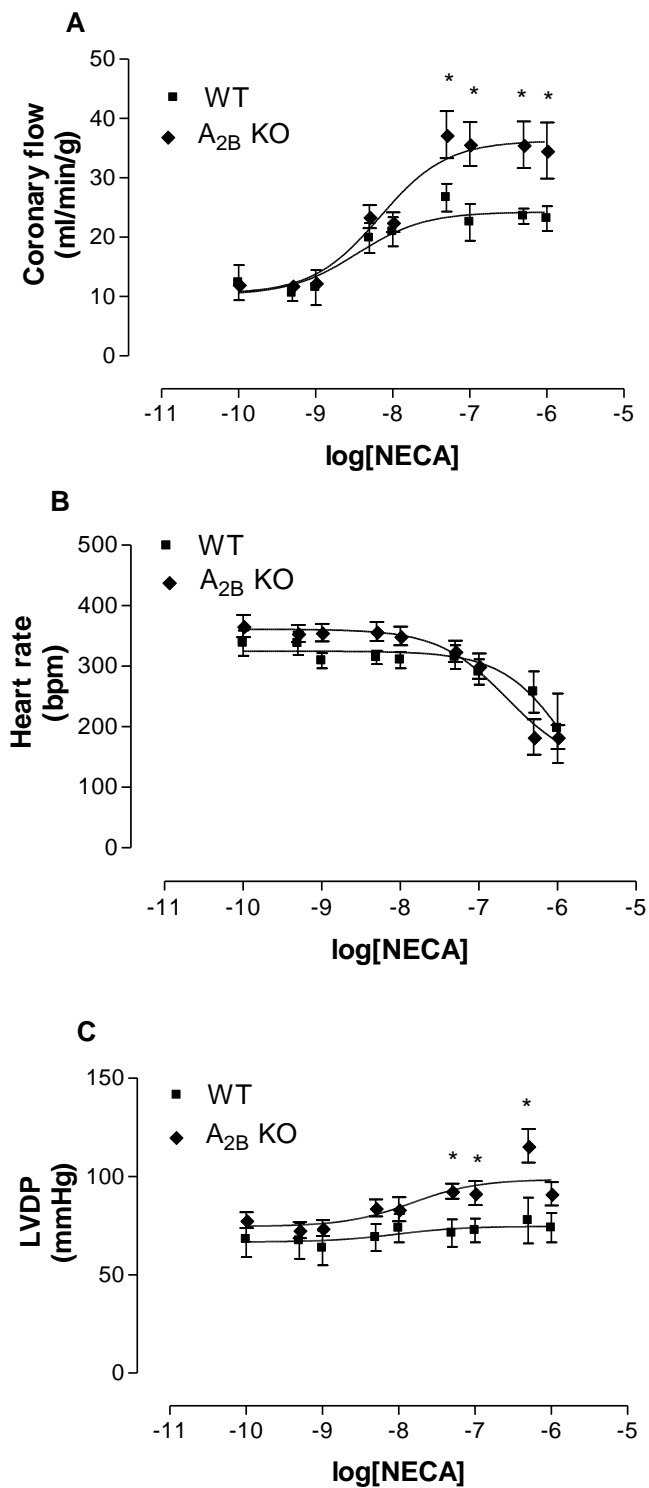 A
50
40
30
20
10
0
Coronary flow
(ml/min/g)
WT
A2B KO
* * * *
-11 -10 -9 -8 -7 -6 -5
log[NECA]
B
500
400
300
200
100
0
Heart rate
(bpm)
WT
A2B KO
-11 -10 -9 -8 -7 -6 -5
log[NECA]
C
150
100
50
0
LVDP
(mmHg)
WT
A2B KO
* * *
-11 -10 -9 -8 -7 -6 -5
log[NECA]